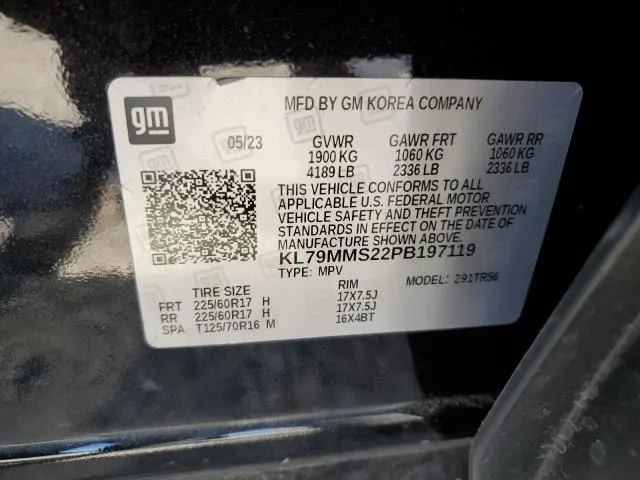 gm
MFD BY GM KOREA COMPANY
05/23 GVWR GAWR FRT GAWR RR
1900 KG 1060 KG 1060 KG
4189 LB 2336 LB 2336 LB
THIS VEHICLE CONFORMS TO ALL
APPLICABLE U.S. FEDERAL MOTOR
VEHICLE SAFETY AND THEFT PREVENTION
STANDARDS IN EFFECT ON THE DATE OF
MANUFACTURE SHOWN ABOVE.
KL79MMS22PB197119
TYPE: MPV MODEL: 291TR56
TIRE SIZE RIM
FRT 225/60R17 H 17X7.5J
RR 225/60R17 H 17X7.5J
SPA T125/70R16 M 16X4BT